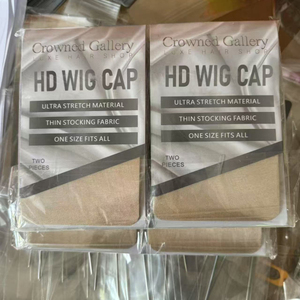 Crowned Gallery
HD WIG CAP
ULTRA STRETCH MATERIAL
THIN STOCKING FABRIC
ONE SIZE FITS ALL
TWO
PIECES
Crowned Gallery
HD WIG CAP
ULTRA STRETCH MATERIAL
THIN STOCKING FABRIC
ONE SIZE FITS ALL
TWO
PIECES